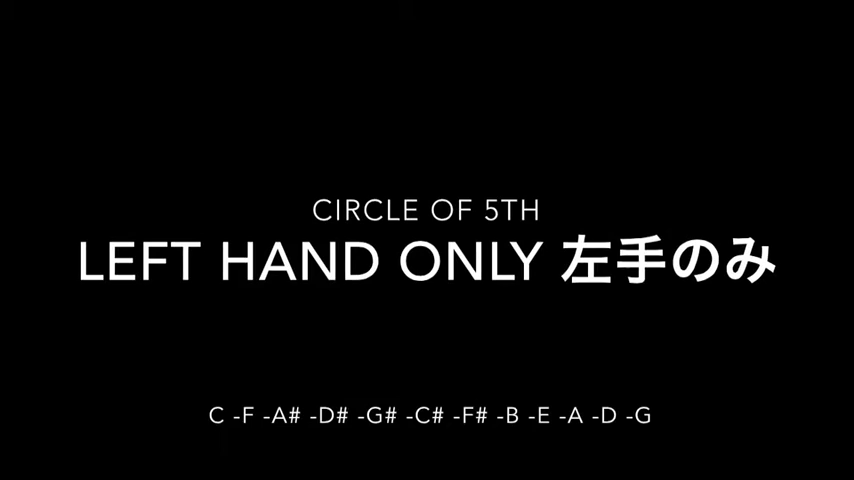 CIRCLE OF 5TH
LEFT HAND ONLY 左手のみ
C -F -A# -D# -G# -C# -F# -B -E -A -D -G